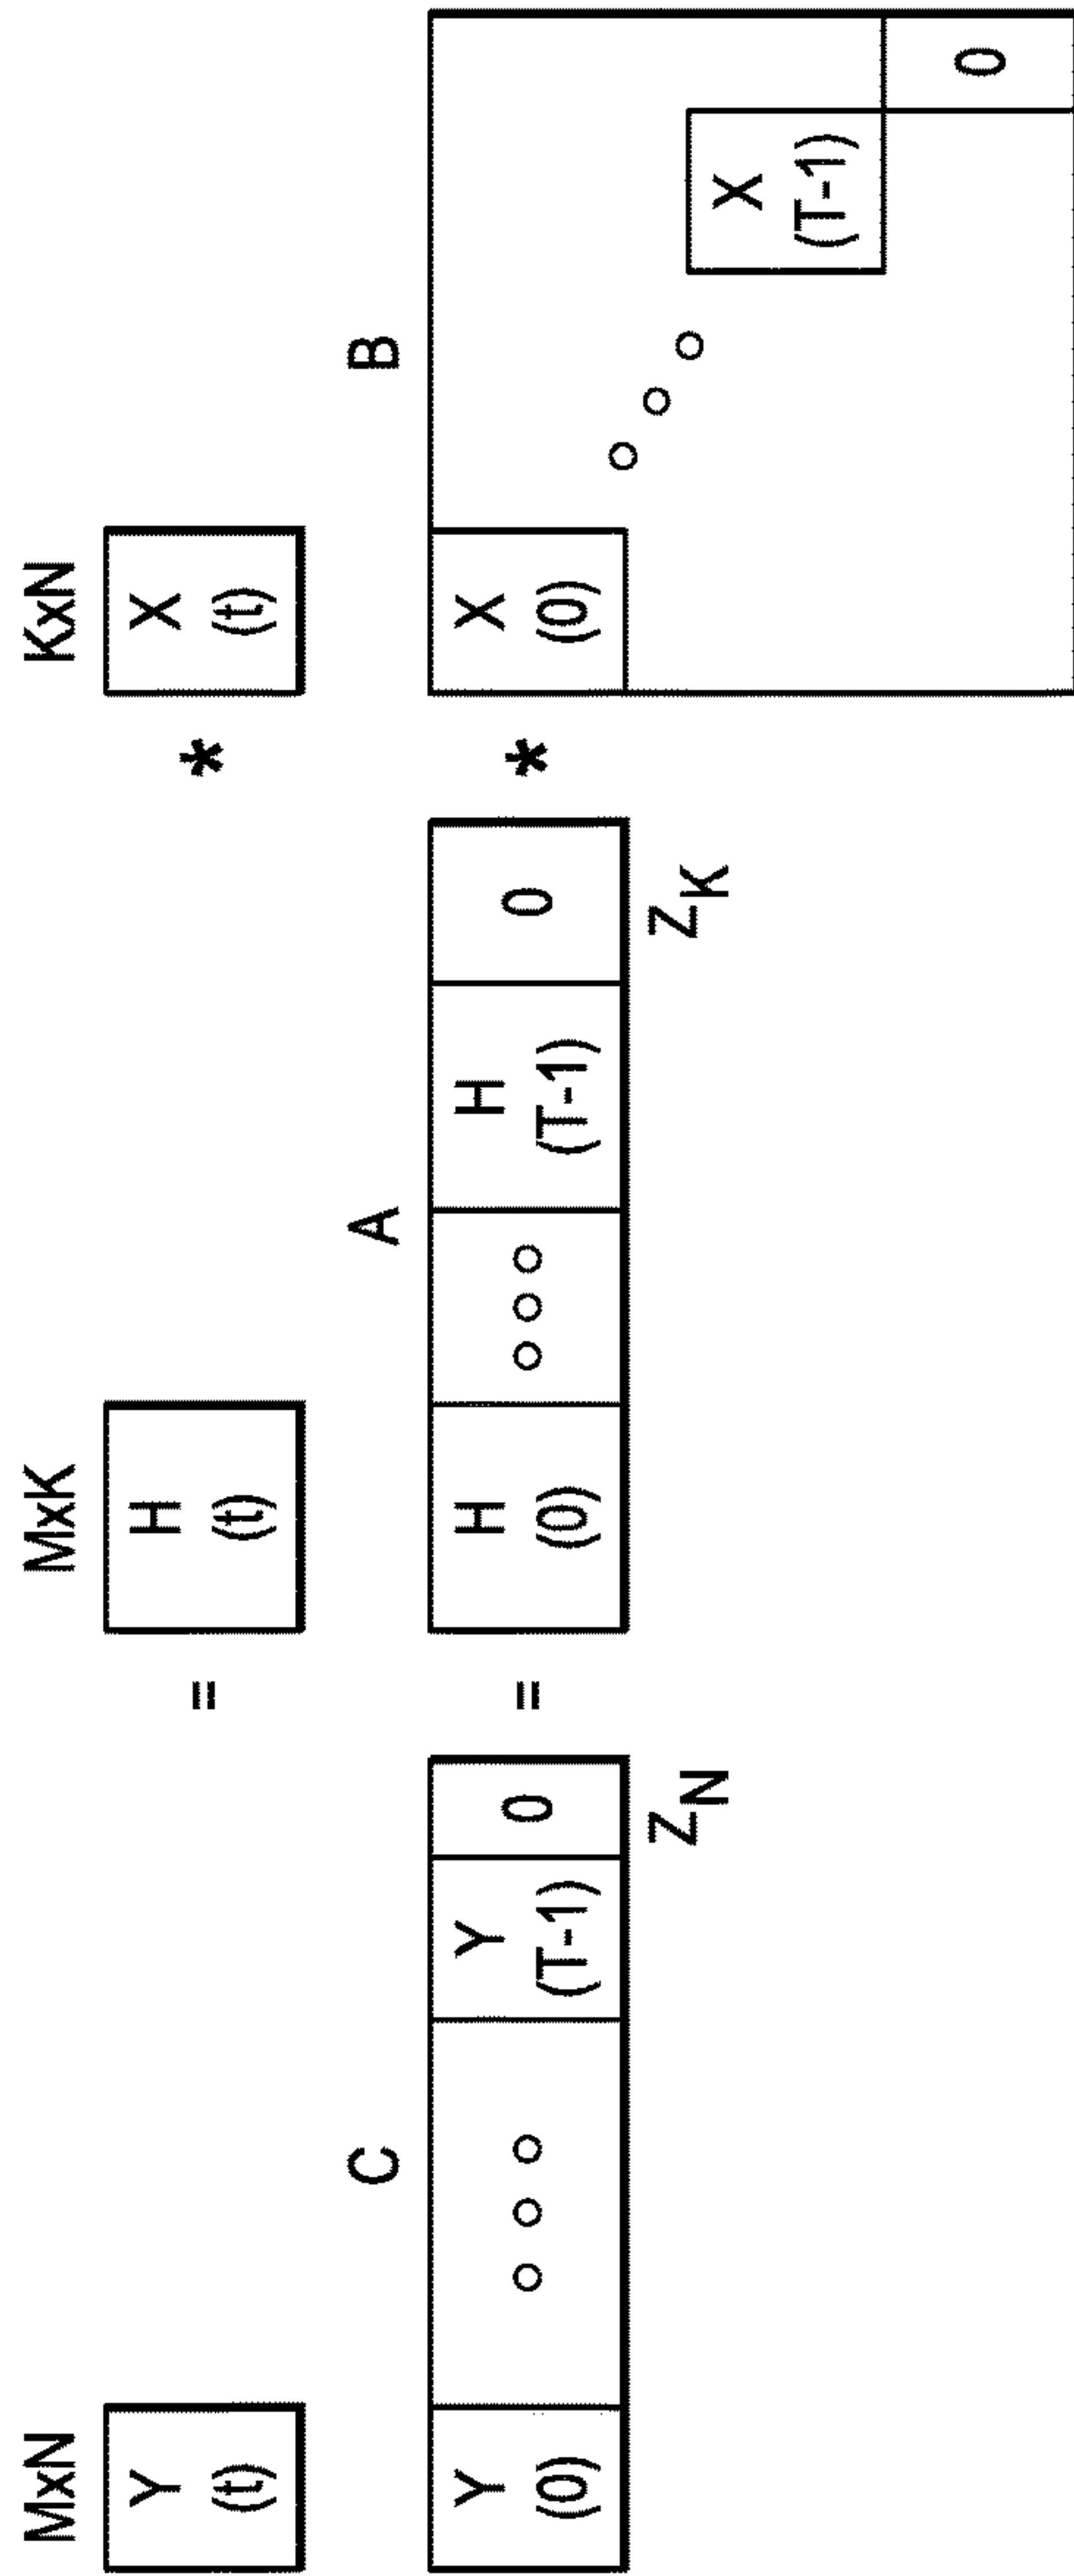 MxN = MxK * KxN
Y (t) = H (t) * X (t)
C A B
Y (0) Y (T-1) 0 = H (0) H (T-1) 0 * X (0)
X (T-1)
0
Z_N Z_K